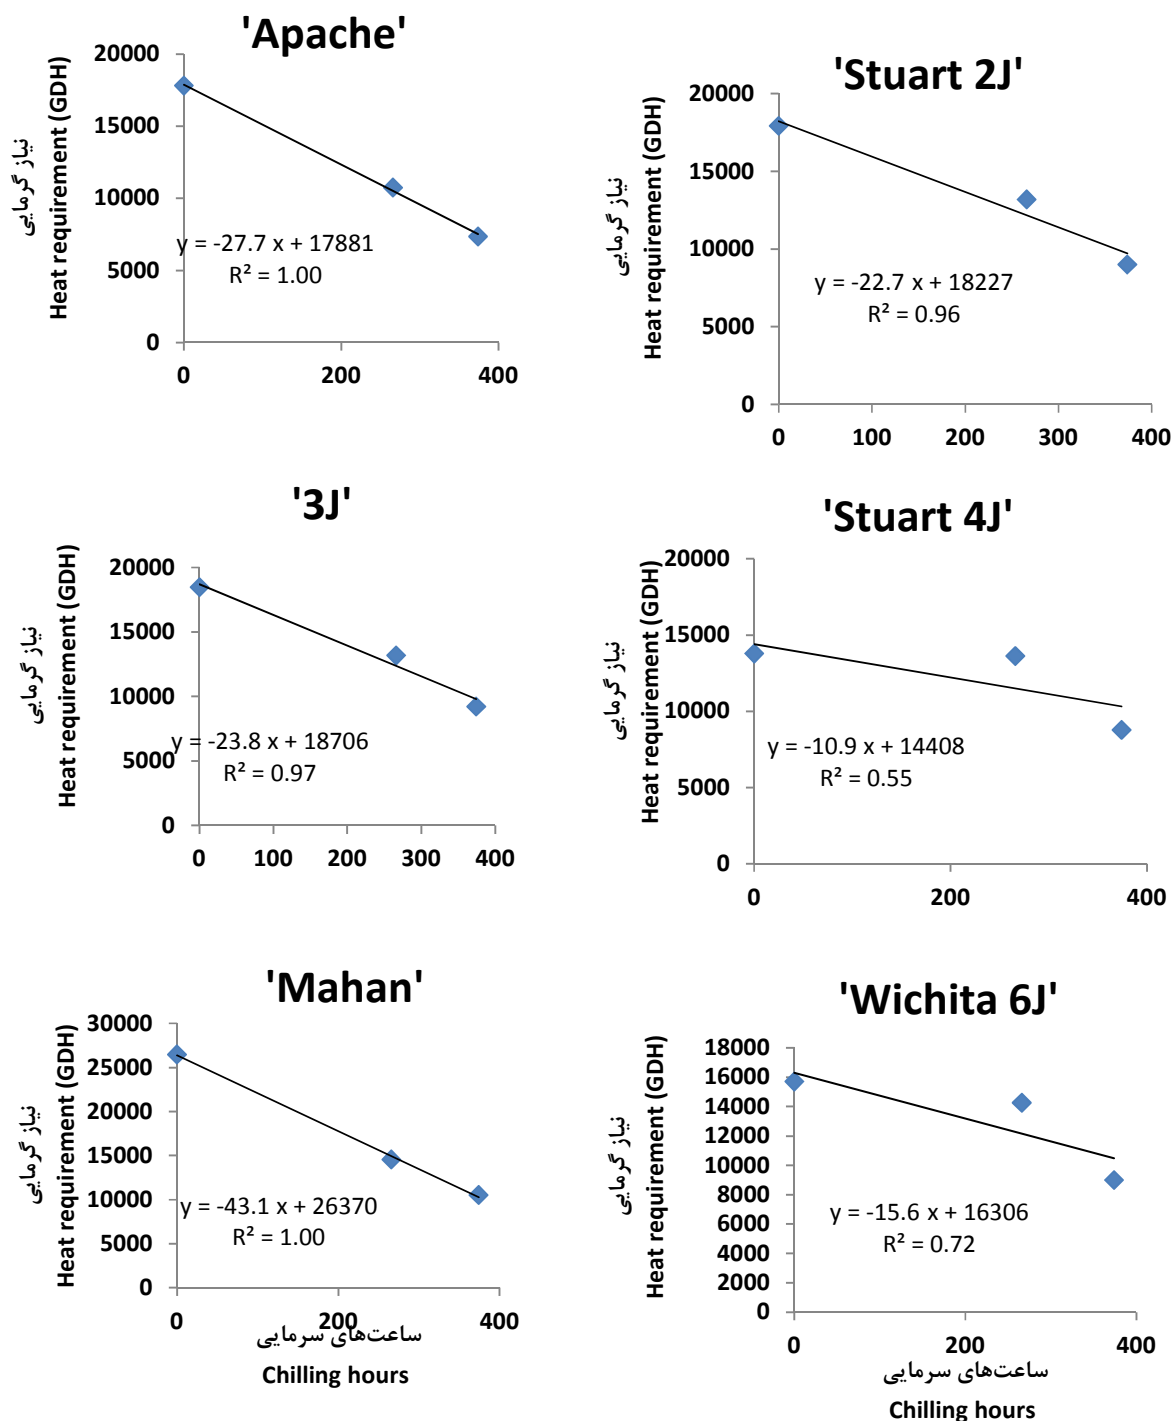 'Apache'
نیاز گرمایی
Heat requirement (GDH)
20000
15000
10000
5000
0
y = -27.7 x + 17881
R² = 1.00
0 200 400
'Stuart 2J'
نیاز گرمایی
Heat requirement (GDH)
20000
15000
10000
5000
0
y = -22.7 x + 18227
R² = 0.96
0 100 200 300 400
'3J'
نیاز گرمایی
Heat requirement (GDH)
20000
15000
10000
5000
0
y = -23.8 x + 18706
R² = 0.97
0 100 200 300 400
'Stuart 4J'
نیاز گرمایی
Heat requirement (GDH)
20000
15000
10000
5000
0
y = -10.9 x + 14408
R² = 0.55
0 200 400
'Mahan'
نیاز گرمایی
Heat requirement (GDH)
30000
25000
20000
15000
10000
5000
0
y = -43.1 x + 26370
R² = 1.00
0 200 400
ساعت‌های سرمایی
Chilling hours
'Wichita 6J'
نیاز گرمایی
Heat requirement (GDH)
18000
16000
14000
12000
10000
8000
6000
4000
2000
0
y = -15.6 x + 16306
R² = 0.72
0 200 400
ساعت‌های سرمایی
Chilling hours